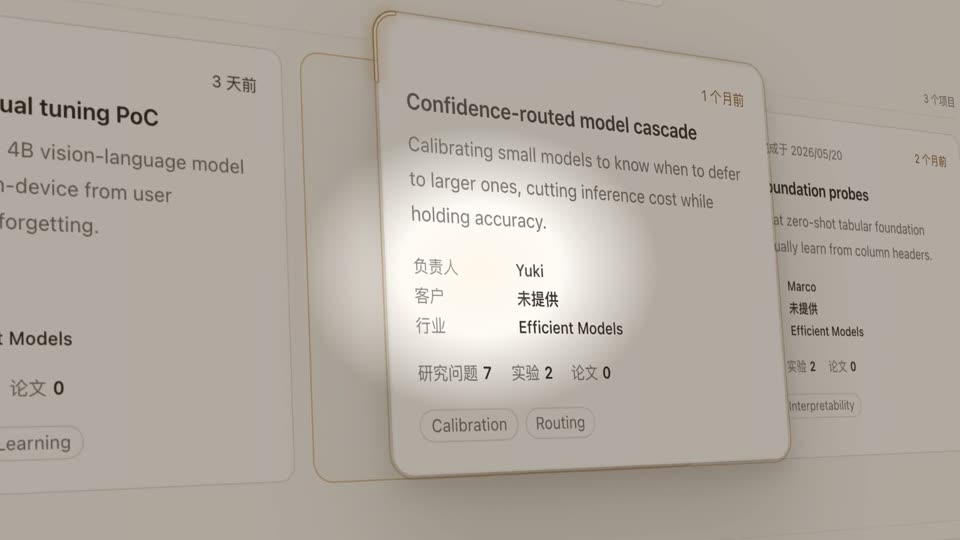 3 天前
ual tuning PoC
4B vision-language model
n-device from user
forgetting.
t Models
论文 0
Learning
1 个月前
Confidence-routed model cascade
Calibrating small models to know when to defer
to larger ones, cutting inference cost while
holding accuracy.
负责人 Yuki
客户 未提供
行业 Efficient Models
研究问题 7 实验 2 论文 0
Calibration Routing
3 个项目
成于 2026/05/20
2 个月前
oundation probes
at zero-shot tabular foundation
ually learn from column headers.
Marco
未提供
Efficient Models
实验 2 论文 0
Interpretability